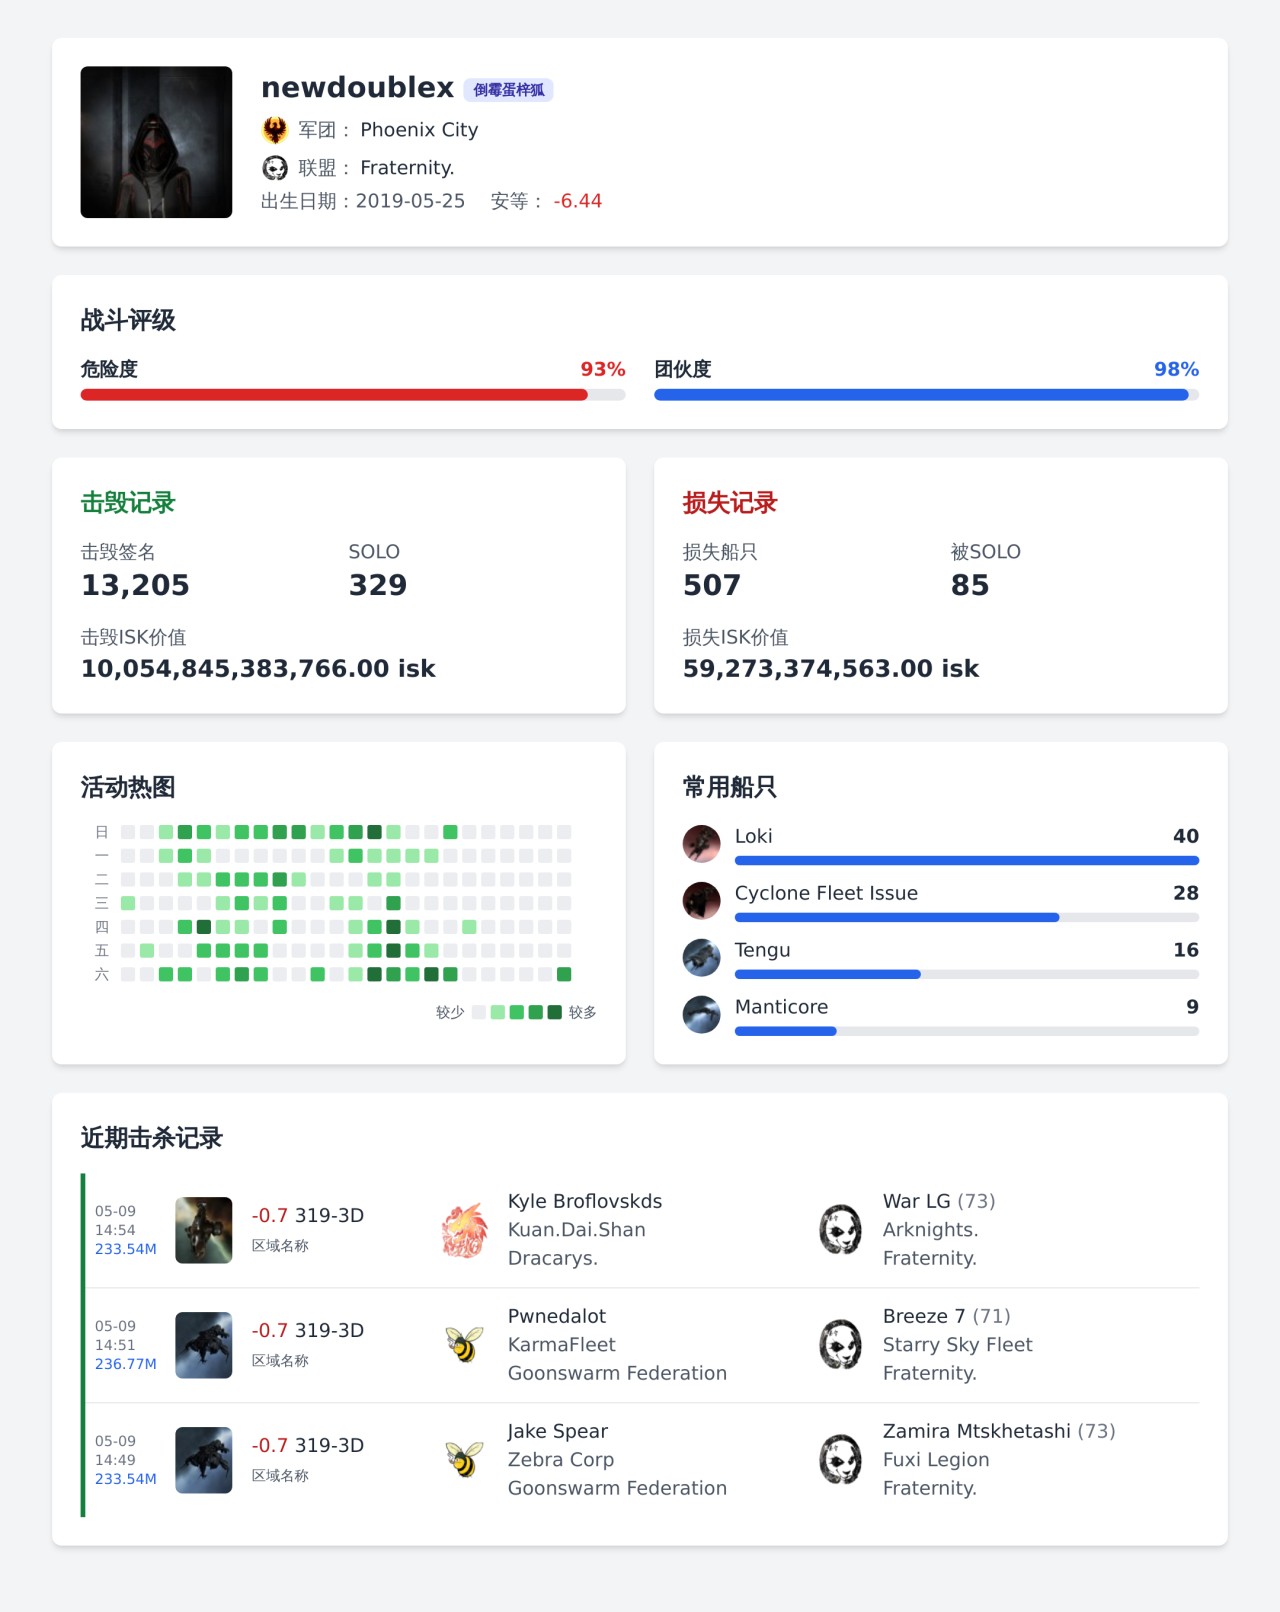 newdoublex 倒霉蛋梓狐
军团： Phoenix City
联盟： Fraternity.
出生日期：2019-05-25 安等： -6.44
战斗评级
危险度 93%
团伙度 98%
击毁记录
击毁签名 SOLO
13,205 329
击毁ISK价值
10,054,845,383,766.00 isk
损失记录
损失船只 被SOLO
507 85
损失ISK价值
59,273,374,563.00 isk
活动热图
日
一
二
三
四
五
六
较少 较多
常用船只
Loki 40
Cyclone Fleet Issue 28
Tengu 16
Manticore 9
近期击杀记录
05-09
14:54
233.54M
-0.7 319-3D
区域名称
Kyle Broflovskds
Kuan.Dai.Shan
Dracarys.
War LG (73)
Arknights.
Fraternity.
05-09
14:51
236.77M
-0.7 319-3D
区域名称
Pwnedalot
KarmaFleet
Goonswarm Federation
Breeze 7 (71)
Starry Sky Fleet
Fraternity.
05-09
14:49
233.54M
-0.7 319-3D
区域名称
Jake Spear
Zebra Corp
Goonswarm Federation
Zamira Mtskhetashi (73)
Fuxi Legion
Fraternity.